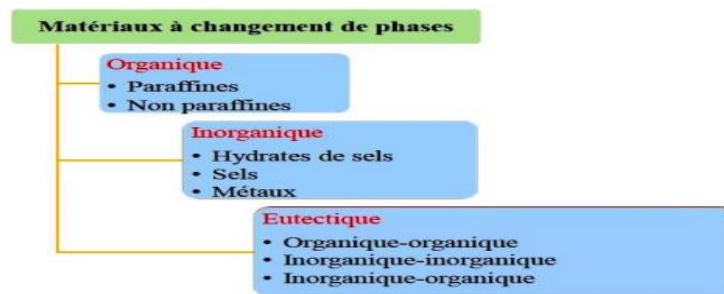 Matériaux à changement de phases
Organique
• Paraffines
• Non paraffines
Inorganique
• Hydrates de sels
• Sels
• Métaux
Eutectique
• Organique-organique
• Inorganique-inorganique
• Inorganique-organique